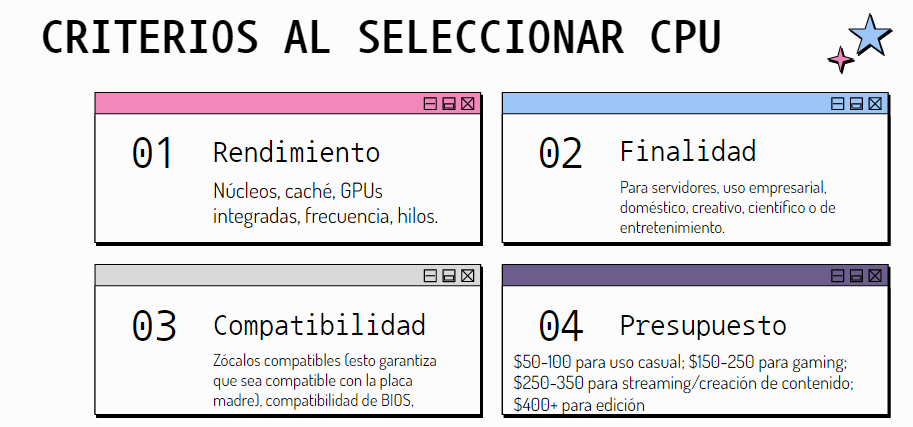 CRITERIOS AL SELECCIONAR CPU
01
Rendimiento
Núcleos, caché, GPUs
integradas, frecuencia, hilos.
02
Finalidad
Para servidores, uso empresarial,
doméstico, creativo, científico o de
entretenimiento.
03
Compatibilidad
Zócalos compatibles (esto garantiza
que sea compatible con la placa
madre), compatibilidad de BIOS,
04
Presupuesto
$50-100 para uso casual; $150-250 para gaming;
$250-350 para streaming/creación de contenido;
$400+ para edición